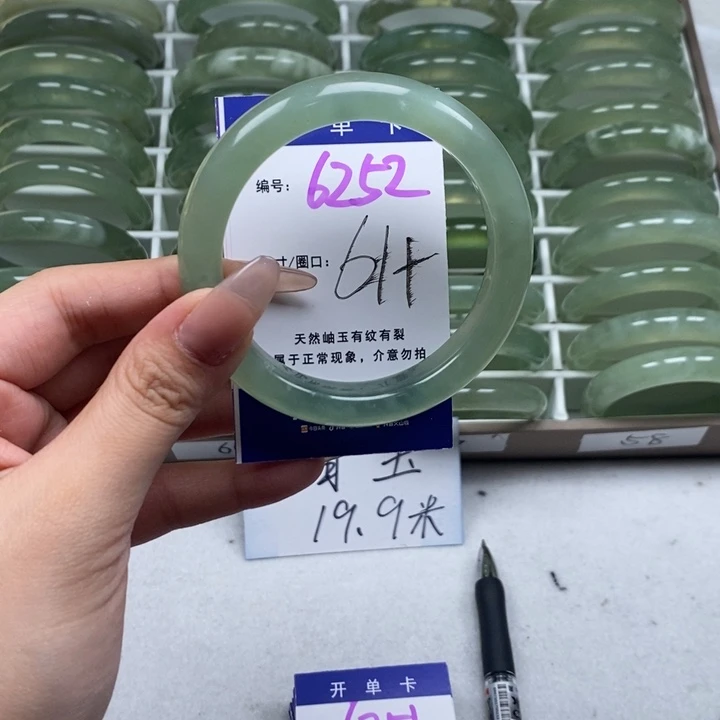 单卡
编号: 6252
寸/圈口: 61+
天然岫玉有纹有裂
属于正常现象，介意勿拍
玉
19.9米
58
开单卡